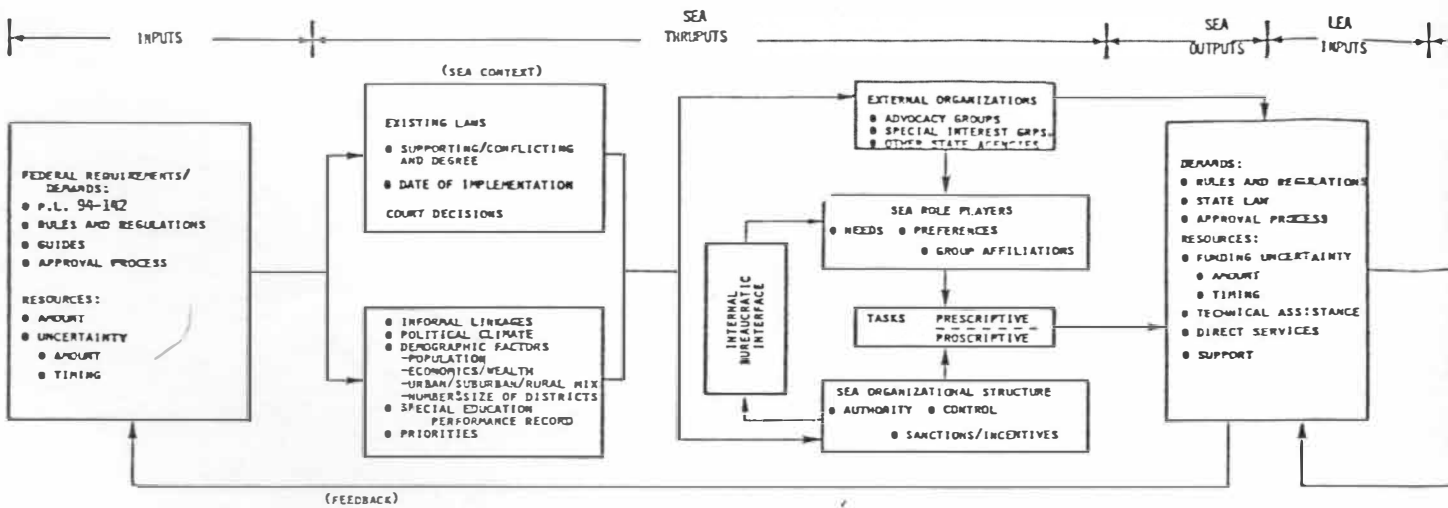 INPUTS
SEA
THRUPUTS
SEA
OUTPUTS
LEA
INPUTS
FEDERAL REQUIREMENTS/
DEMANDS:
● P.L. 94-142
● RULES AND REGULATIONS
● GUIDES
● APPROVAL PROCESS
RESOURCES:
● AMOUNT
● UNCERTAINTY
● AMOUNT
● TIMING
(SEA CONTEXT)
EXISTING LAWS
● SUPPORTING/CONFLICTING
AND DEGREE
● DATE OF IMPLEMENTATION
COURT DECISIONS
● INFORMAL LINKAGES
● POLITICAL CLIMATE
● DEMOGRAPHIC FACTORS
-POPULATION
-ECONOMICS/WEALTH
-URBAN/SUBURBAN/RURAL MIX
-NUMBER/SIZE OF DISTRICTS
● SPECIAL EDUCATION
PERFORMANCE RECORD
● PRIORITIES
INTERNAL
BUREAUCRATIC
INTERFACE
EXTERNAL ORGANIZATIONS
● ADVOCACY GROUPS
● SPECIAL INTEREST GRPS.
● OTHER STATE AGENCIES
SEA ROLE PLAYERS
● NEEDS ● PREFERENCES
● GROUP AFFILIATIONS
TASKS PRESCRIPTIVE
PROSCRIPTIVE
SEA ORGANIZATIONAL STRUCTURE
● AUTHORITY ● CONTROL
● SANCTIONS/INCENTIVES
DEMANDS:
● RULES AND REGULATIONS
● STATE LAW
● APPROVAL PROCESS
RESOURCES:
● FUNDING UNCERTAINTY
● AMOUNT
● TIMING
● TECHNICAL ASSISTANCE
● DIRECT SERVICES
● SUPPORT
(FEEDBACK)